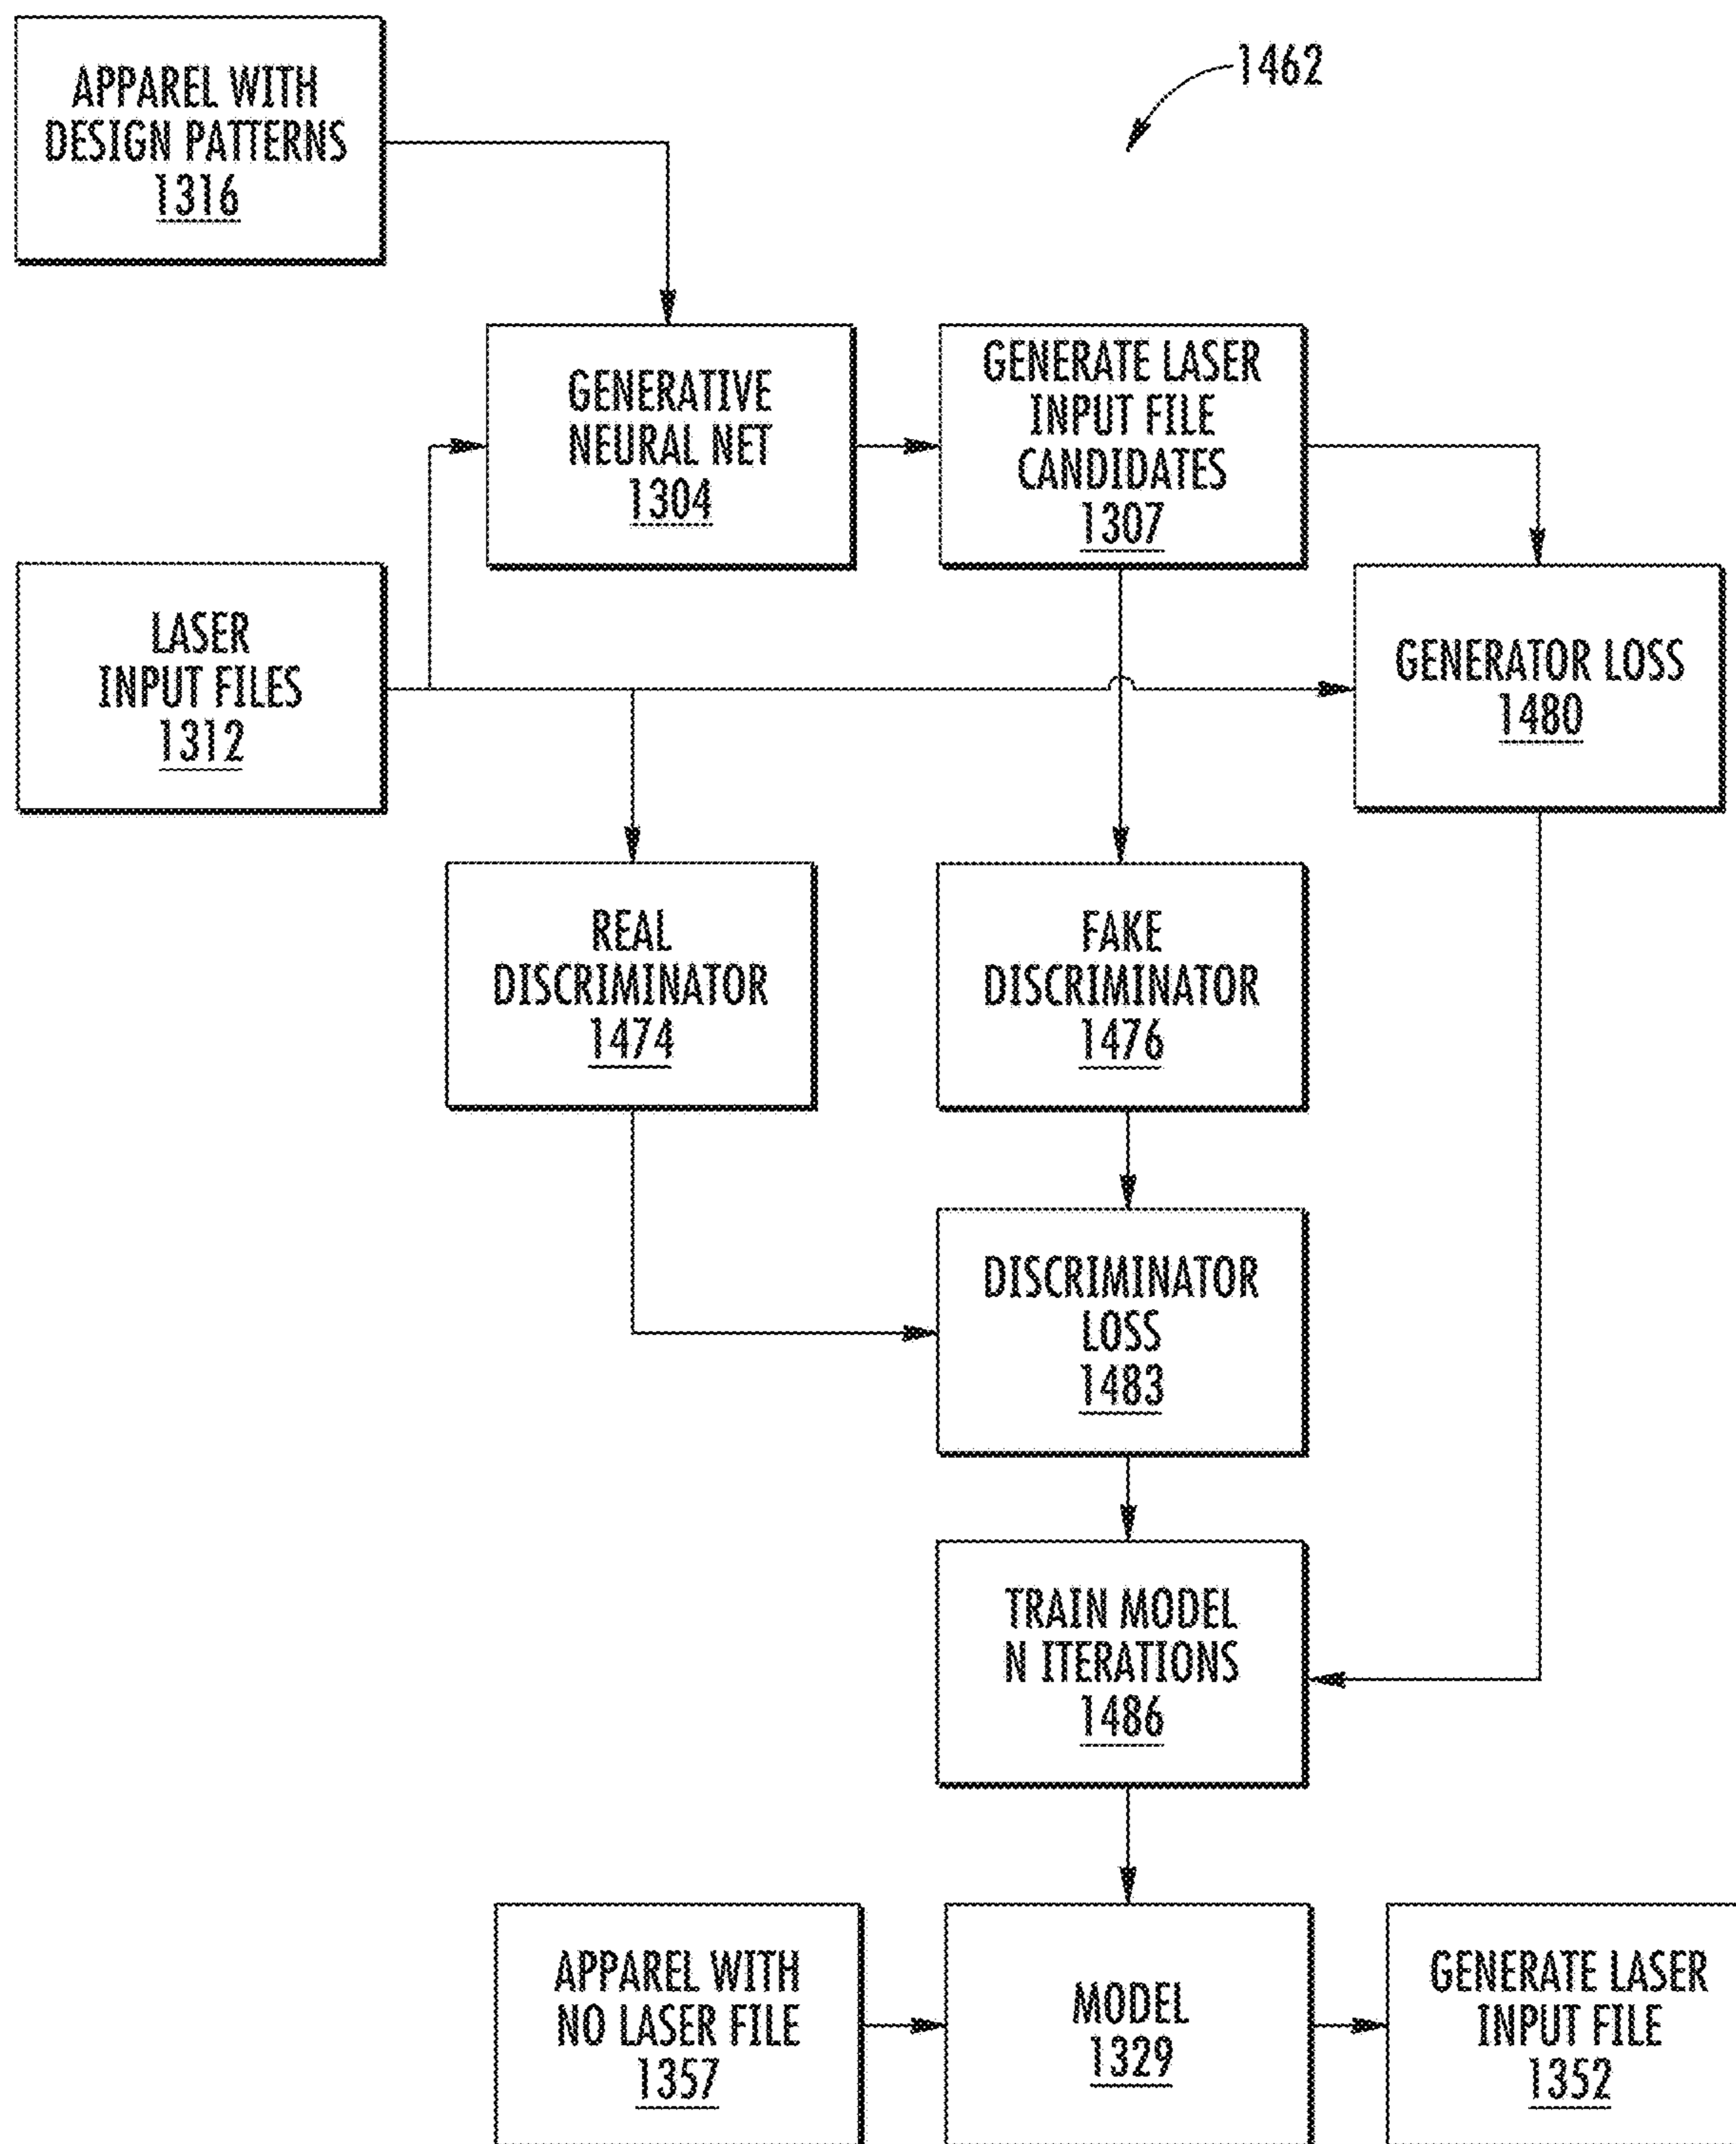 APPAREL WITH
DESIGN PATTERNS
1316
1462
GENERATIVE
NEURAL NET
1304
GENERATE LASER
INPUT FILE
CANDIDATES
1307
LASER
INPUT FILES
1312
GENERATOR LOSS
1480
REAL
DISCRIMINATOR
1474
FAKE
DISCRIMINATOR
1476
DISCRIMINATOR
LOSS
1483
TRAIN MODEL
N ITERATIONS
1486
APPAREL WITH
NO LASER FILE
1357
MODEL
1329
GENERATE LASER
INPUT FILE
1352